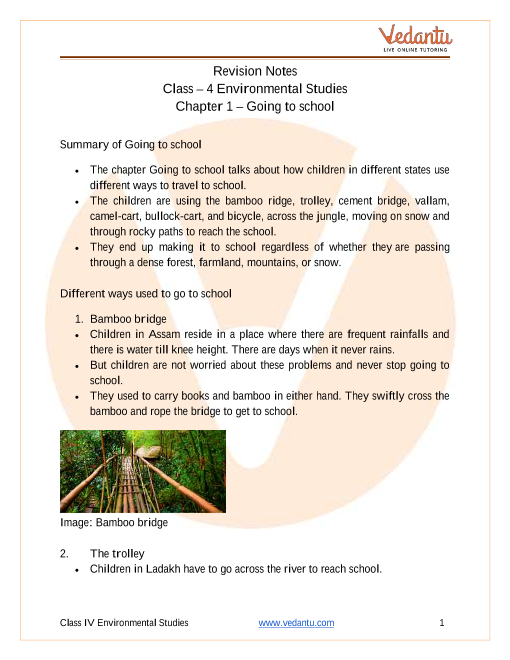 Vedantu
LIVE ONLINE TUTORING
Revision Notes
Class – 4 Environmental Studies
Chapter 1 – Going to school
Summary of Going to school
• The chapter Going to school talks about how children in different states use
different ways to travel to school.
• The children are using the bamboo ridge, trolley, cement bridge, vallam,
camel-cart, bullock-cart, and bicycle, across the jungle, moving on snow and
through rocky paths to reach the school.
• They end up making it to school regardless of whether they are passing
through a dense forest, farmland, mountains, or snow.
Different ways used to go to school
1. Bamboo bridge
• Children in Assam reside in a place where there are frequent rainfalls and
there is water till knee height. There are days when it never rains.
• But children are not worried about these problems and never stop going to
school.
• They used to carry books and bamboo in either hand. They swiftly cross the
bamboo and rope the bridge to get to school.
Image: Bamboo bridge
2. The trolley
• Children in Ladakh have to go across the river to reach school.
Class IV Environmental Studies www.vedantu.com 1